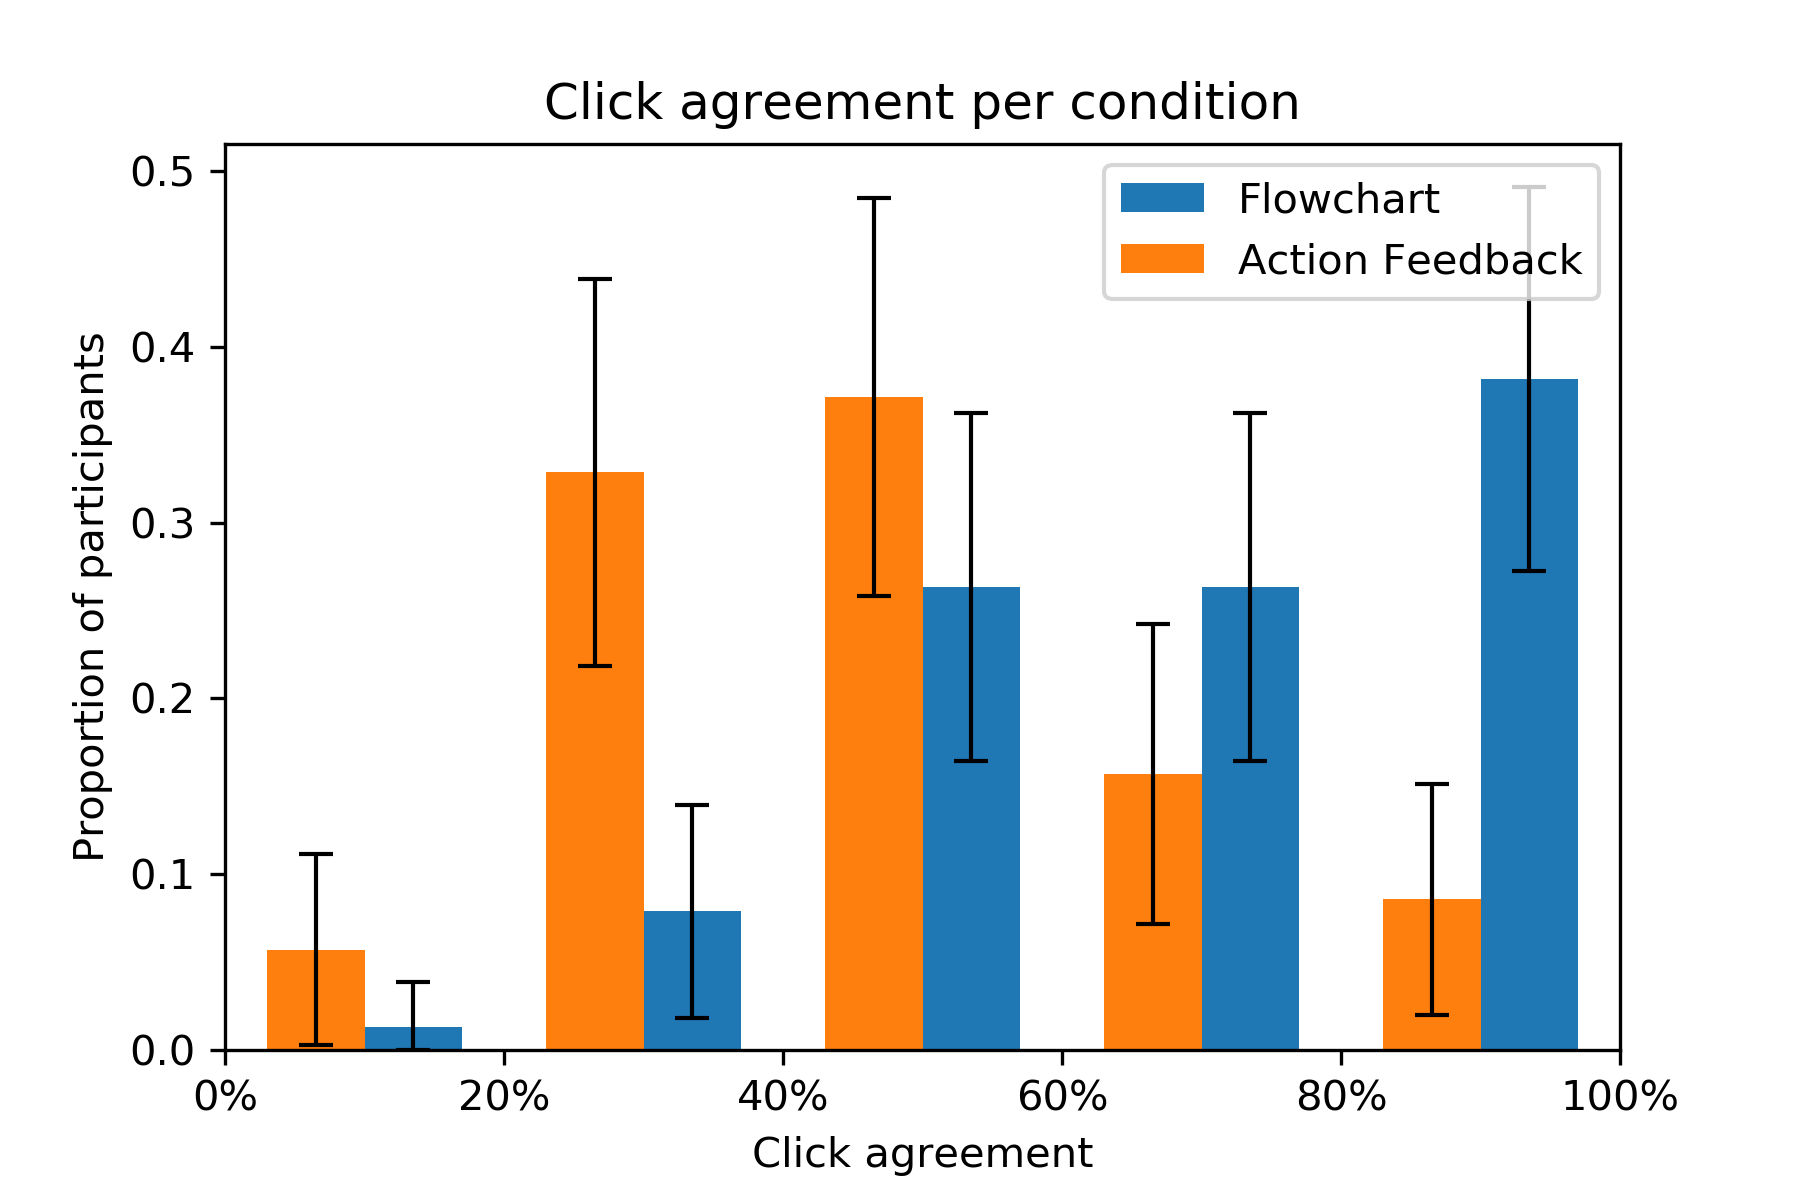 Click agreement per condition
Flowchart
Action Feedback
0.5
0.4
0.3
0.2
0.1
0.0
Proportion of participants
0% 20% 40% 60% 80% 100%
Click agreement